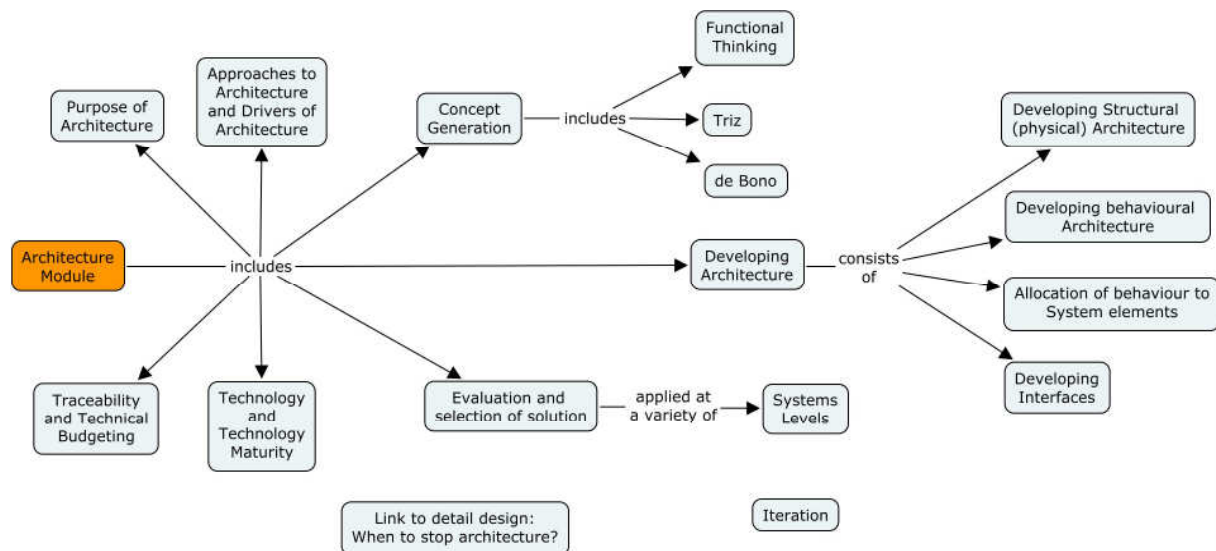 Functional
Thinking
Approaches to
Architecture
and Drivers of
Architecture
Purpose of
Architecture
Concept
Generation
includes
Triz
de Bono
Developing Structural
(physical) Architecture
Developing behavioural
Architecture
Architecture
Module
includes
Developing
Architecture
consists
of
Allocation of behaviour to
System elements
Developing
Interfaces
Traceability
and Technical
Budgeting
Technology
and
Technology
Maturity
Evaluation and
selection of solution
applied at
a variety of
Systems
Levels
Link to detail design:
When to stop architecture?
Iteration